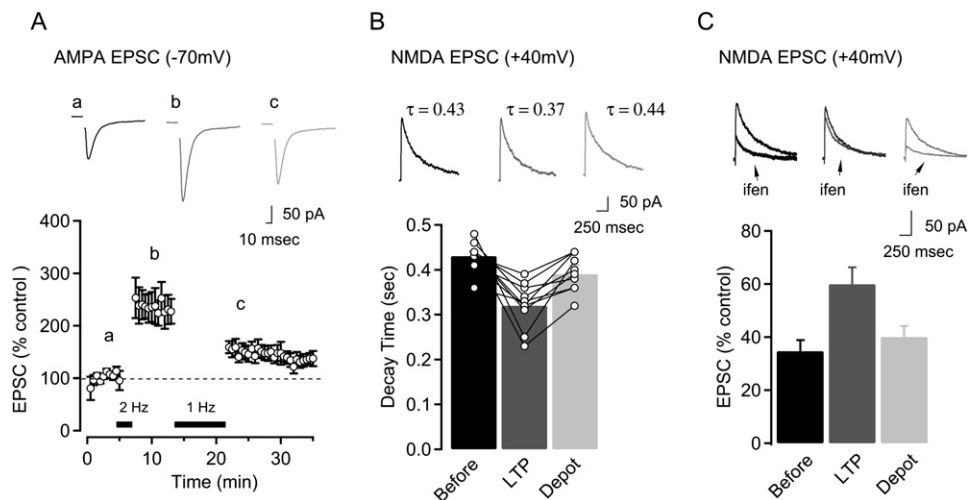 A
AMPA EPSC (-70mV)
a
b
c
50 pA
10 msec
EPSC (% control)
400
300
200
100
0
a
b
c
2 Hz
1 Hz
0
10
20
30
Time (min)
B
NMDA EPSC (+40mV)
τ = 0.43
τ = 0.37
τ = 0.44
50 pA
250 msec
Decay Time (sec)
0.5
0.4
0.3
0.4
0.1
0.0
Before
LTP
Depot
C
NMDA EPSC (+40mV)
ifen
ifen
ifen
50 pA
250 msec
EPSC (% control)
80
60
40
20
0
Before
LTP
Depot